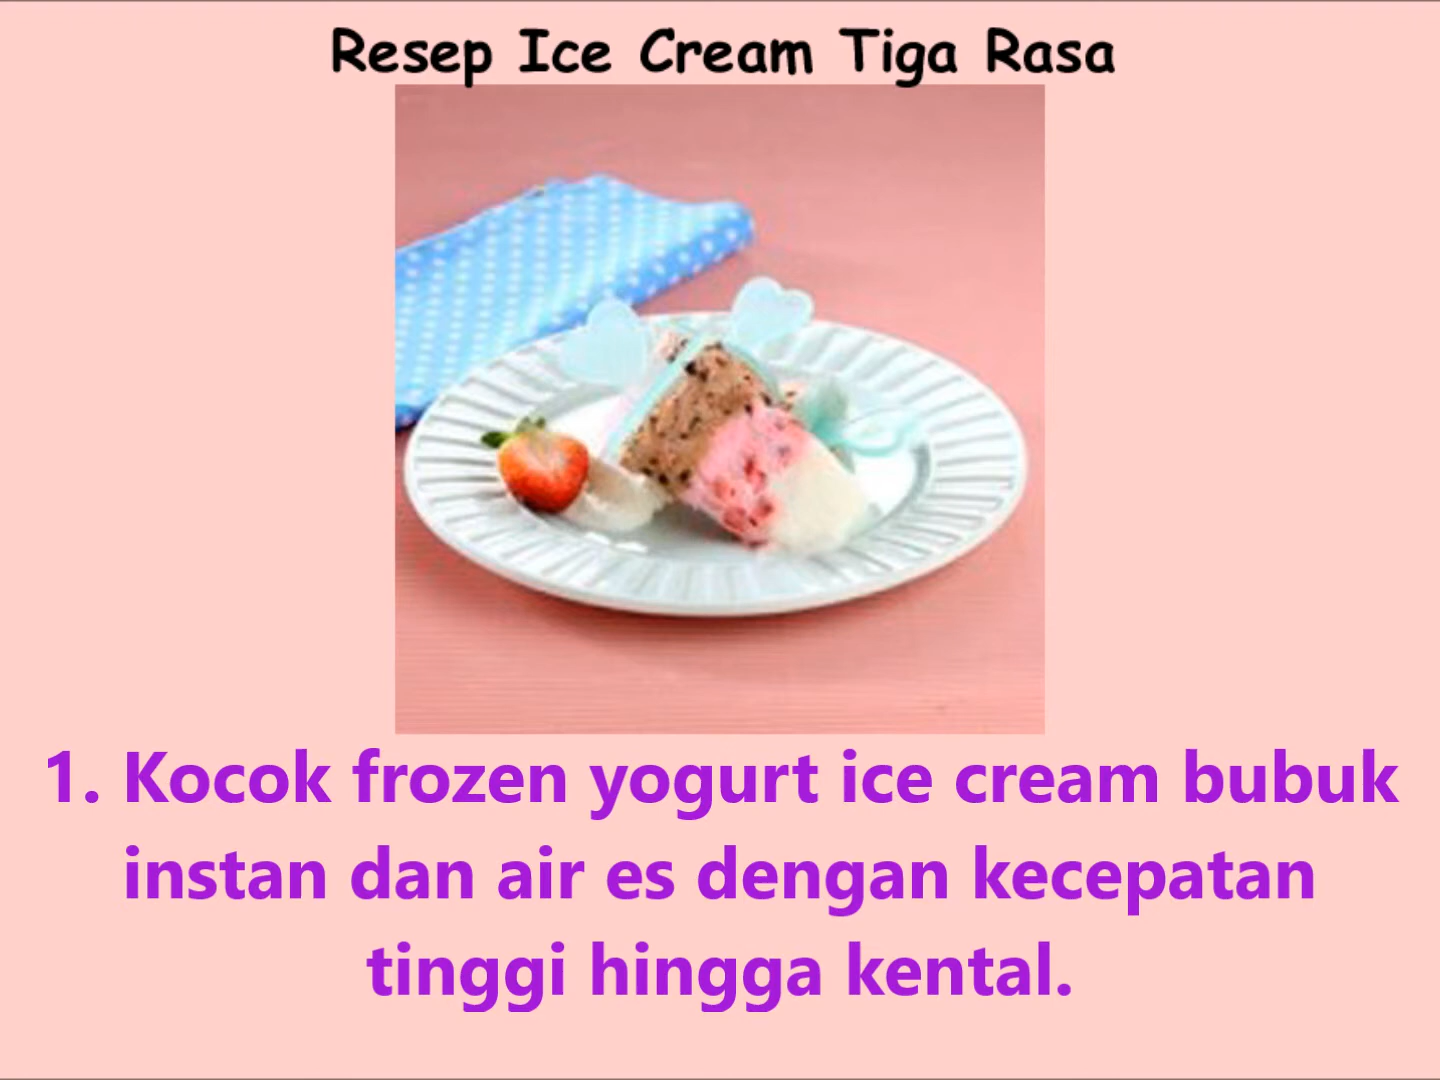 Resep Ice Cream Tiga Rasa
1. Kocok frozen yogurt ice cream bubuk
instan dan air es dengan kecepatan
tinggi hingga kental.